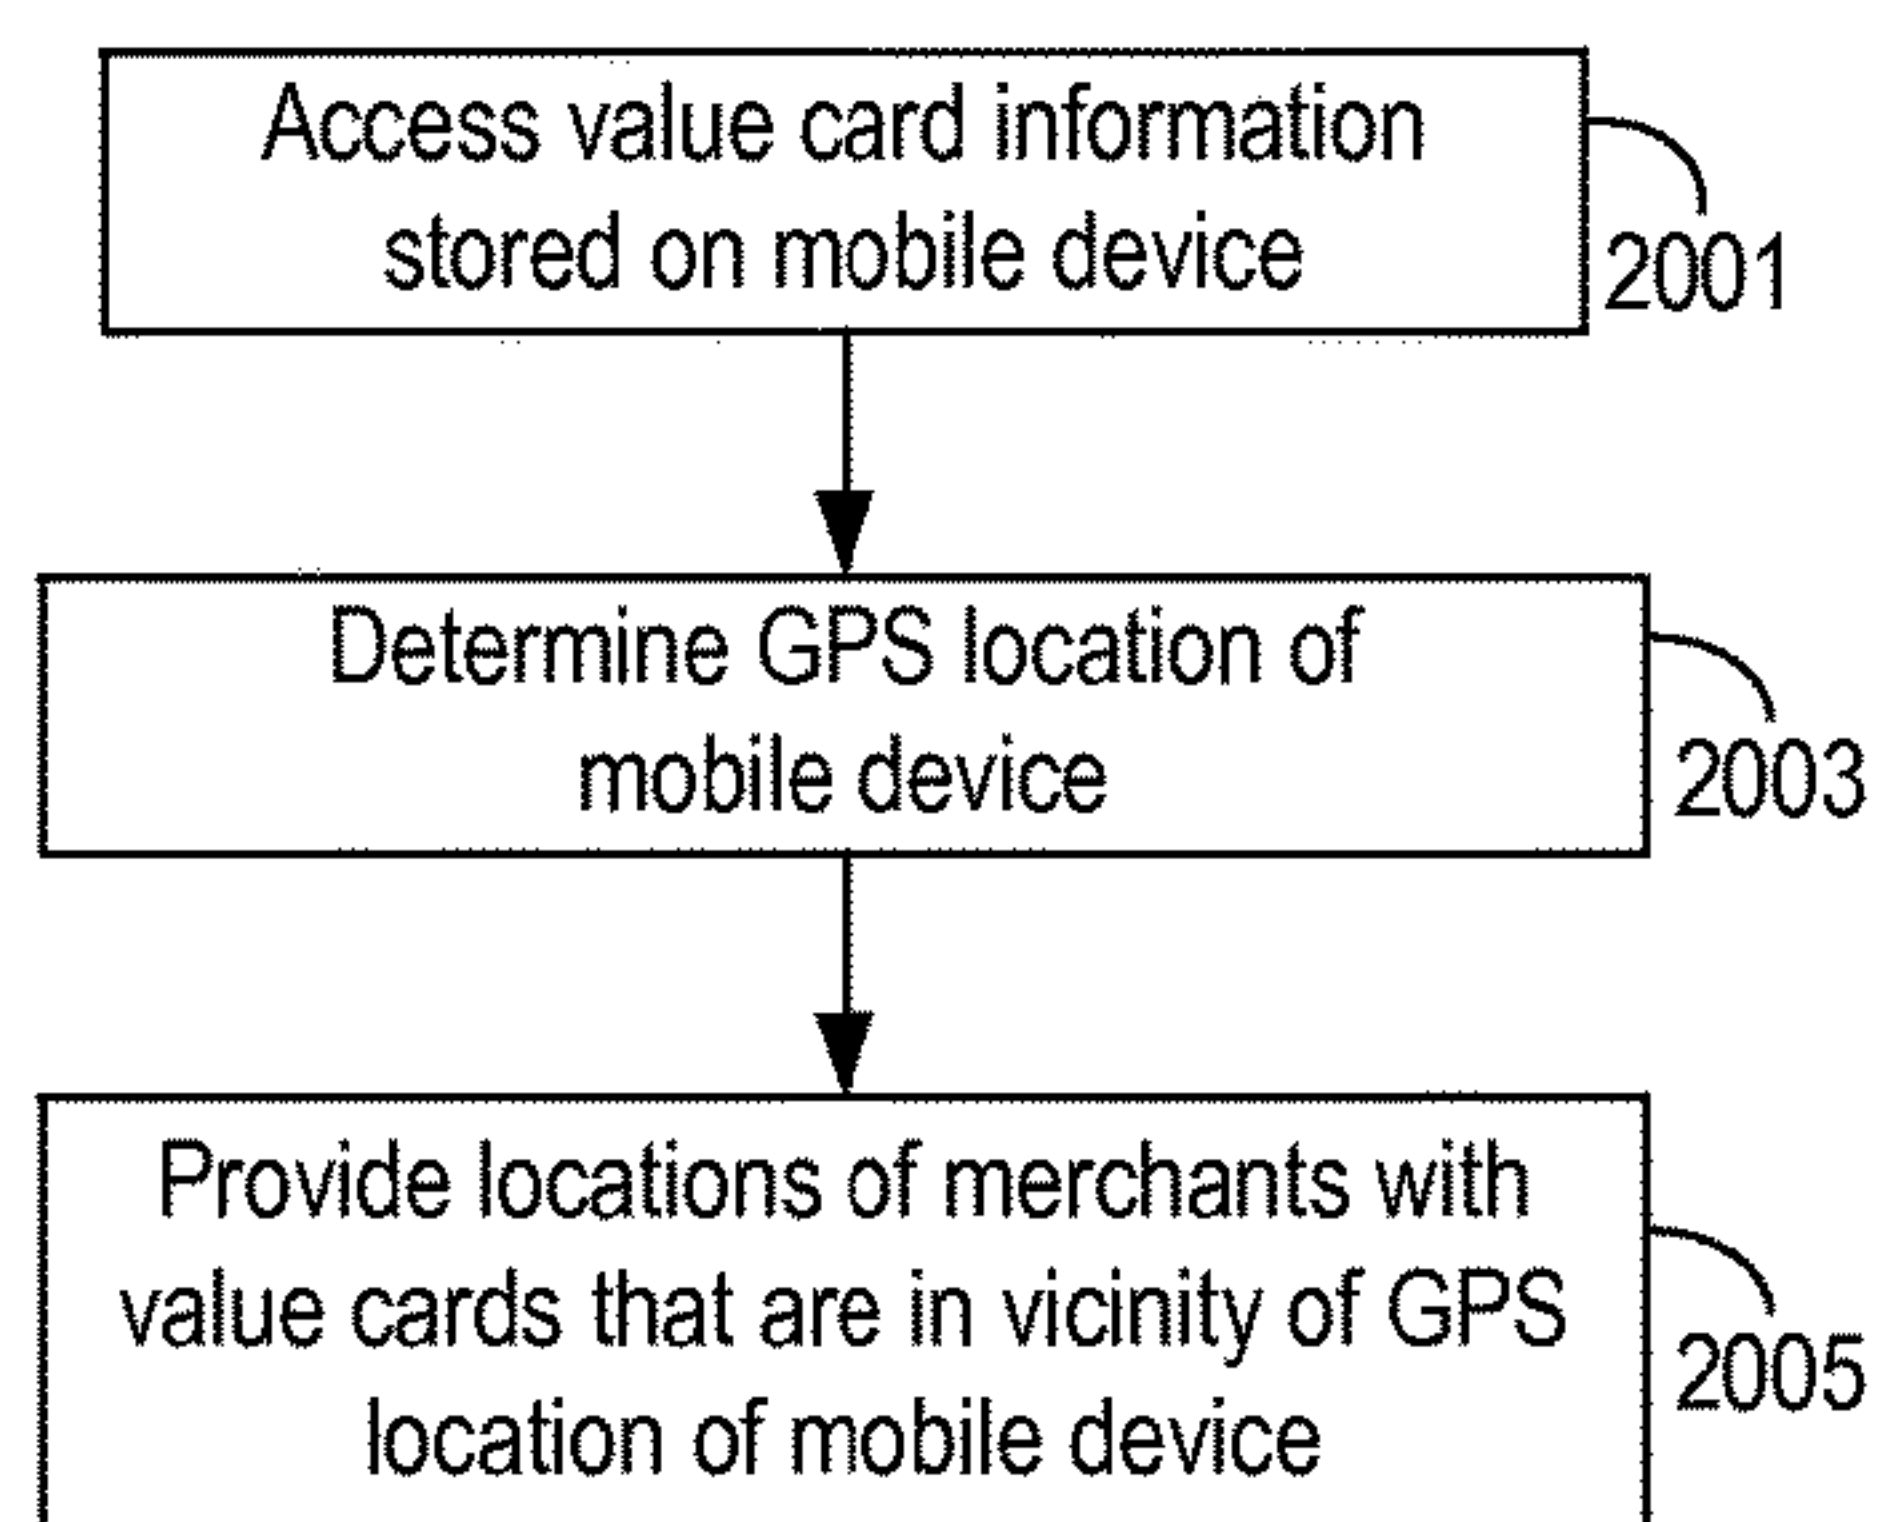 Access value card information
stored on mobile device
2001
Determine GPS location of
mobile device
2003
Provide locations of merchants with
value cards that are in vicinity of GPS
location of mobile device
2005